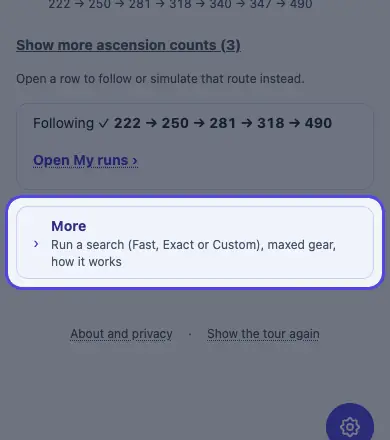 222 → 250 → 281 → 318 → 340 → 347 → 490
Show more ascension counts (3)
Open a row to follow or simulate that route instead.
Following ✓ 222 → 250 → 281 → 318 → 490
Open My runs ›
More
› Run a search (Fast, Exact or Custom), maxed gear,
how it works
About and privacy · Show the tour again